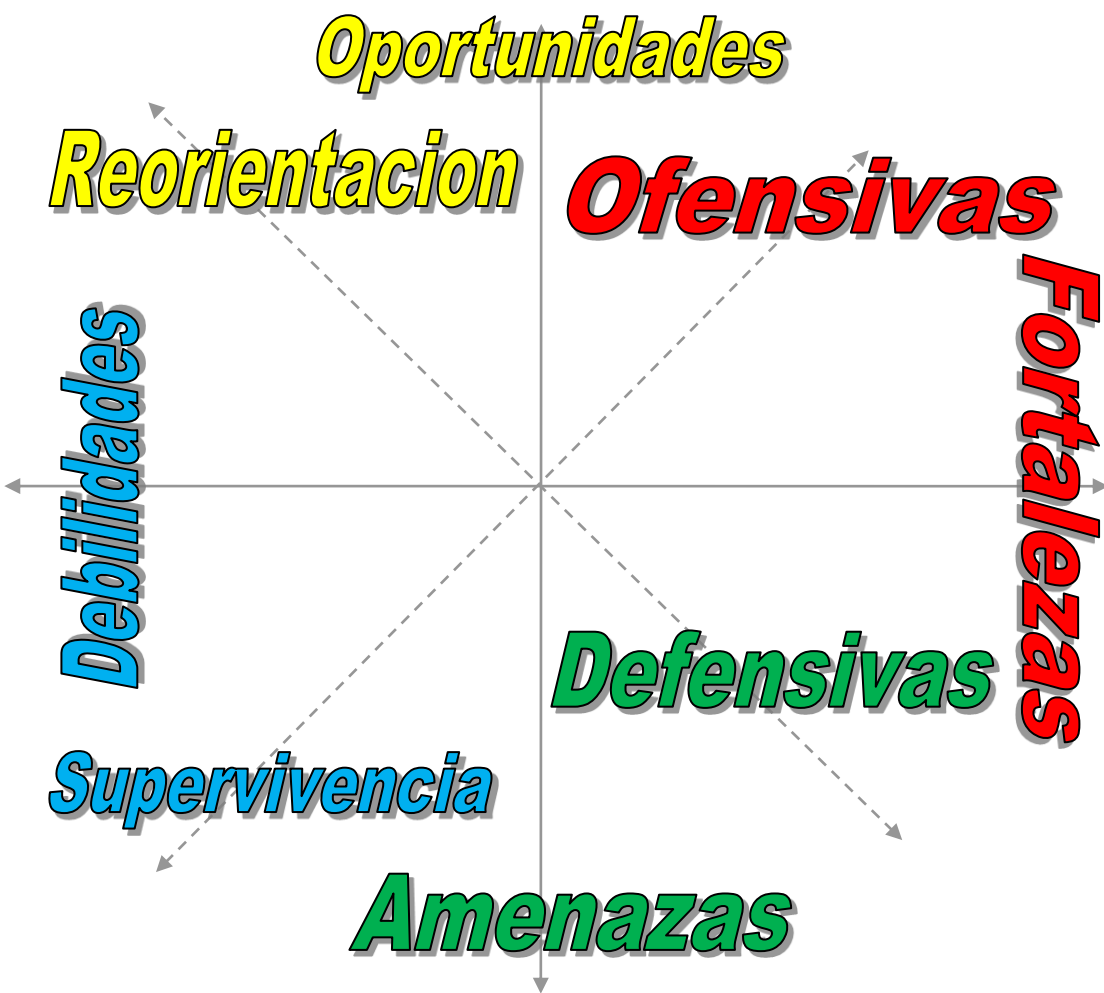 Oportunidades
Reorientacion
Ofensivas
Fortalezas
Debilidades
Defensivas
Supervivencia
Amenazas